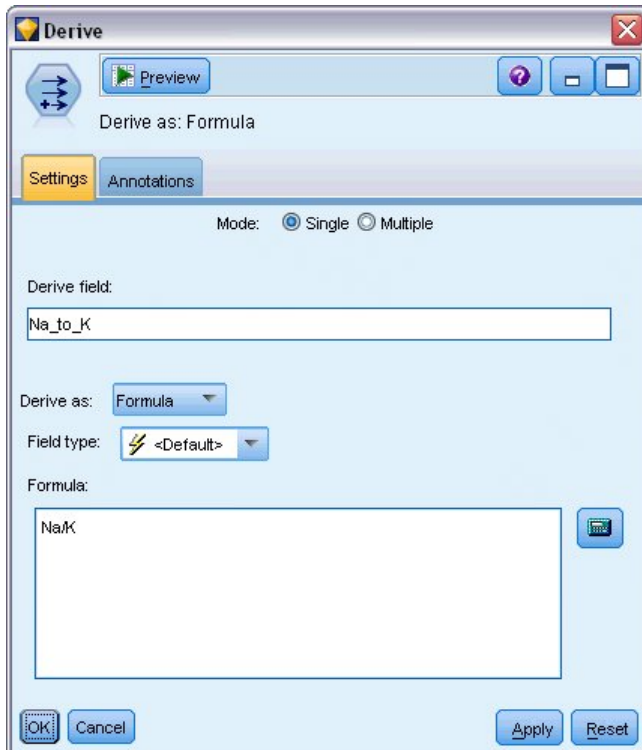 Derive
Preview
Derive as: Formula
Settings Annotations
Mode: Single Multiple
Derive field:
Na_to_K
Derive as: Formula
Field type: <Default>
Formula:
Na/K
OK Cancel Apply Reset